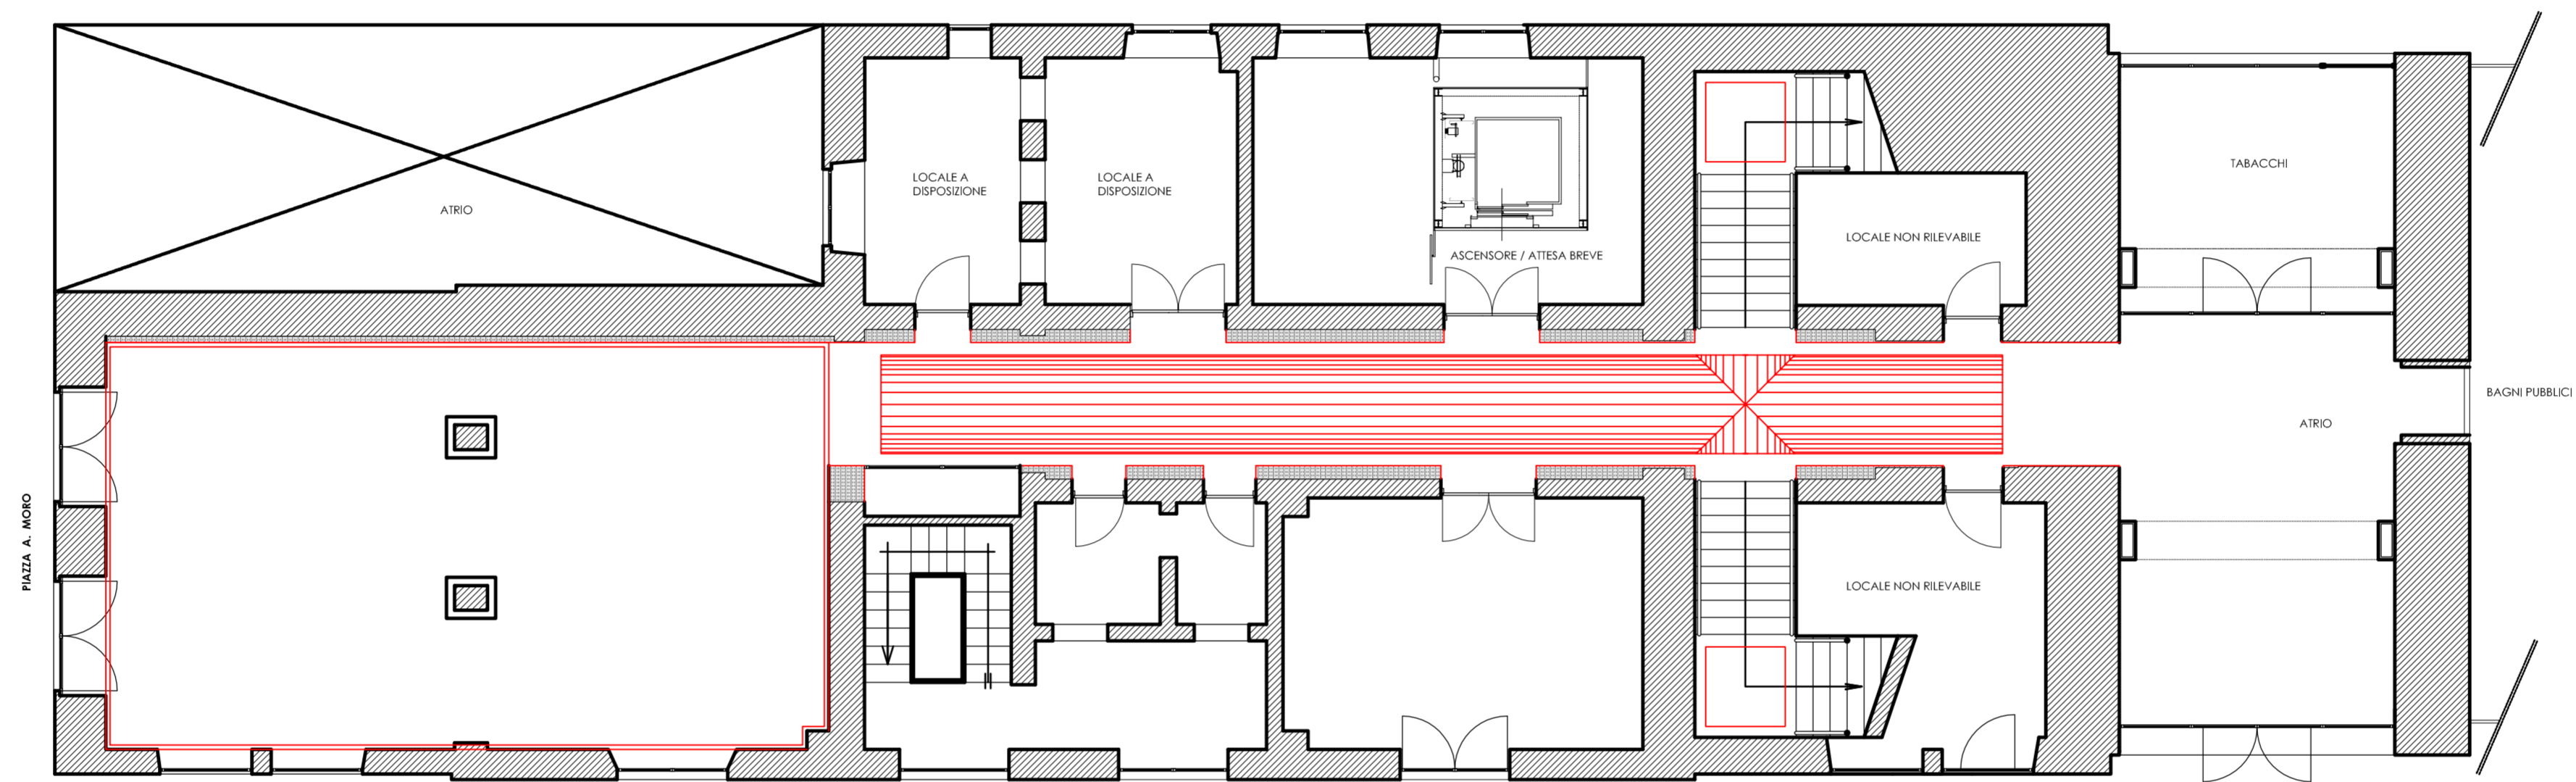 ATRIO
LOCALE A
DISPOSIZIONE
LOCALE A
DISPOSIZIONE
ASCENSORE / ATTESA BREVE
LOCALE NON RILEVABILE
TABACCHI
BAGNI PUBBLICI
ATRIO
PIAZZA A. MORO
LOCALE NON RILEVABILE